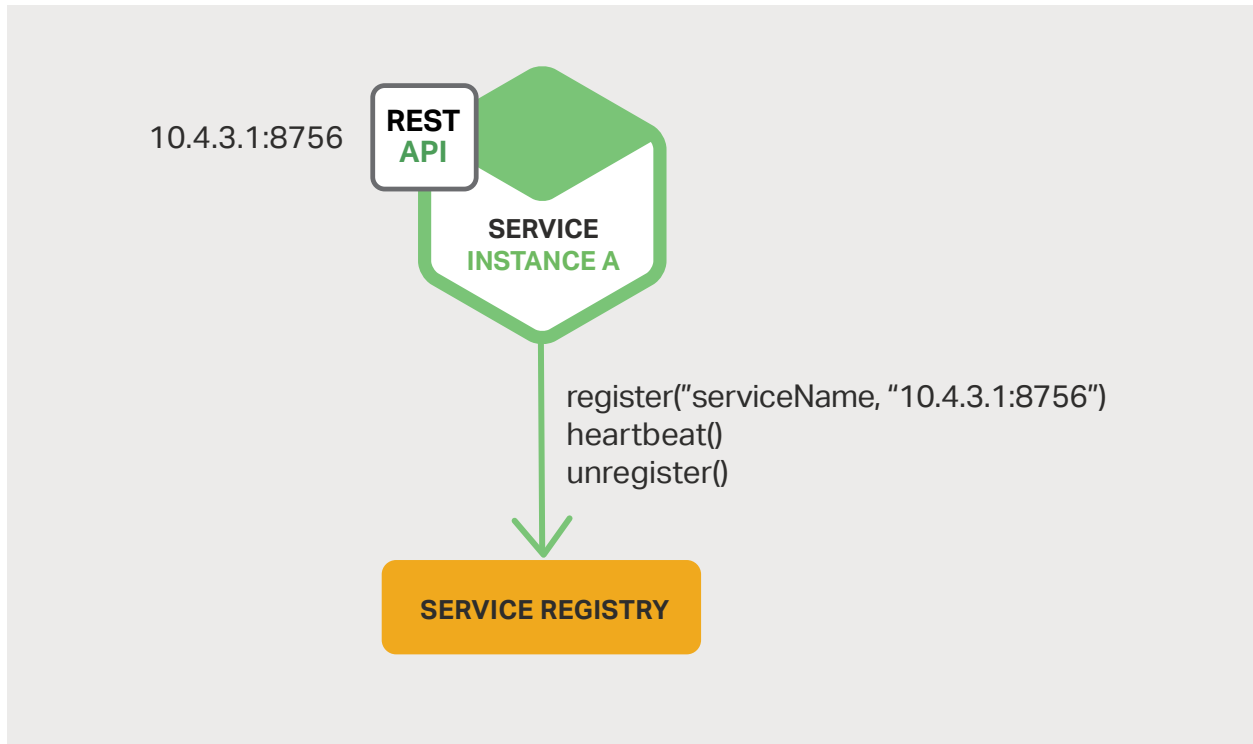 10.4.3.1:8756
REST
API
SERVICE
INSTANCE A
register(”serviceName, “10.4.3.1:8756”)
heartbeat()
unregister()
SERVICE REGISTRY